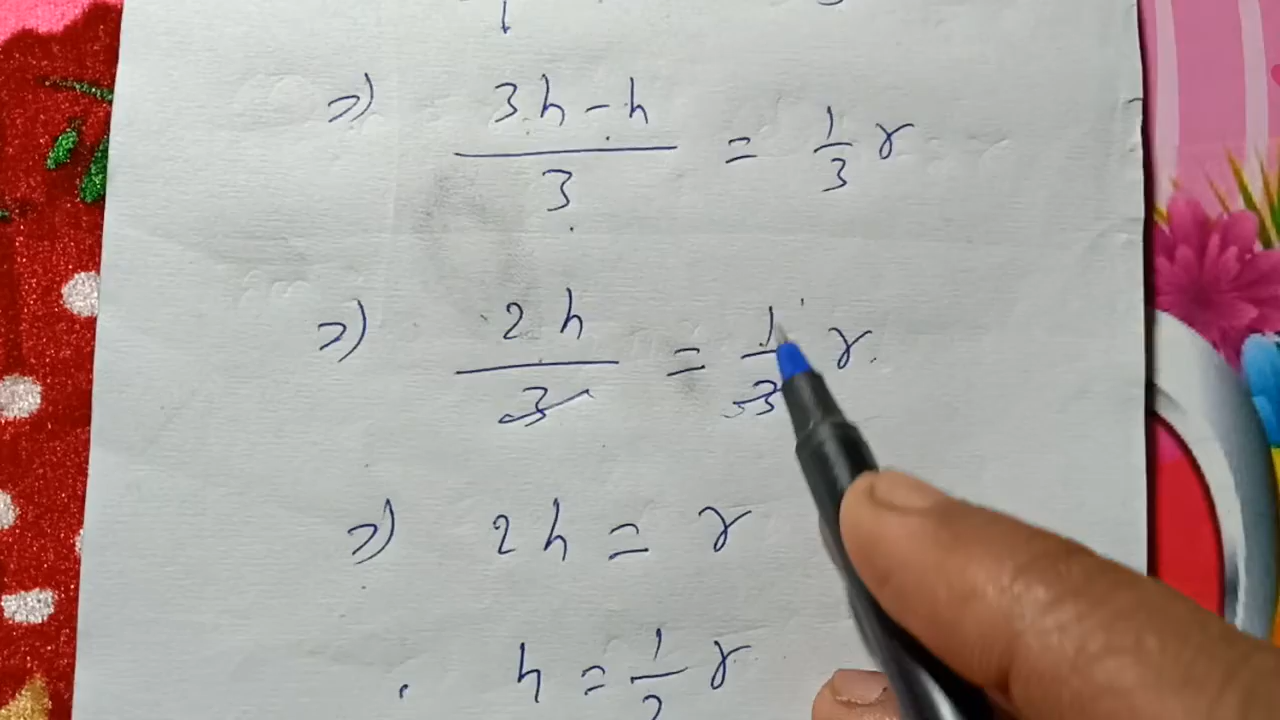 => (3h - h)/3 = 1/3 r
=> 2h/3 = 1/3 r
=> 2h = r
h = 1/2 r